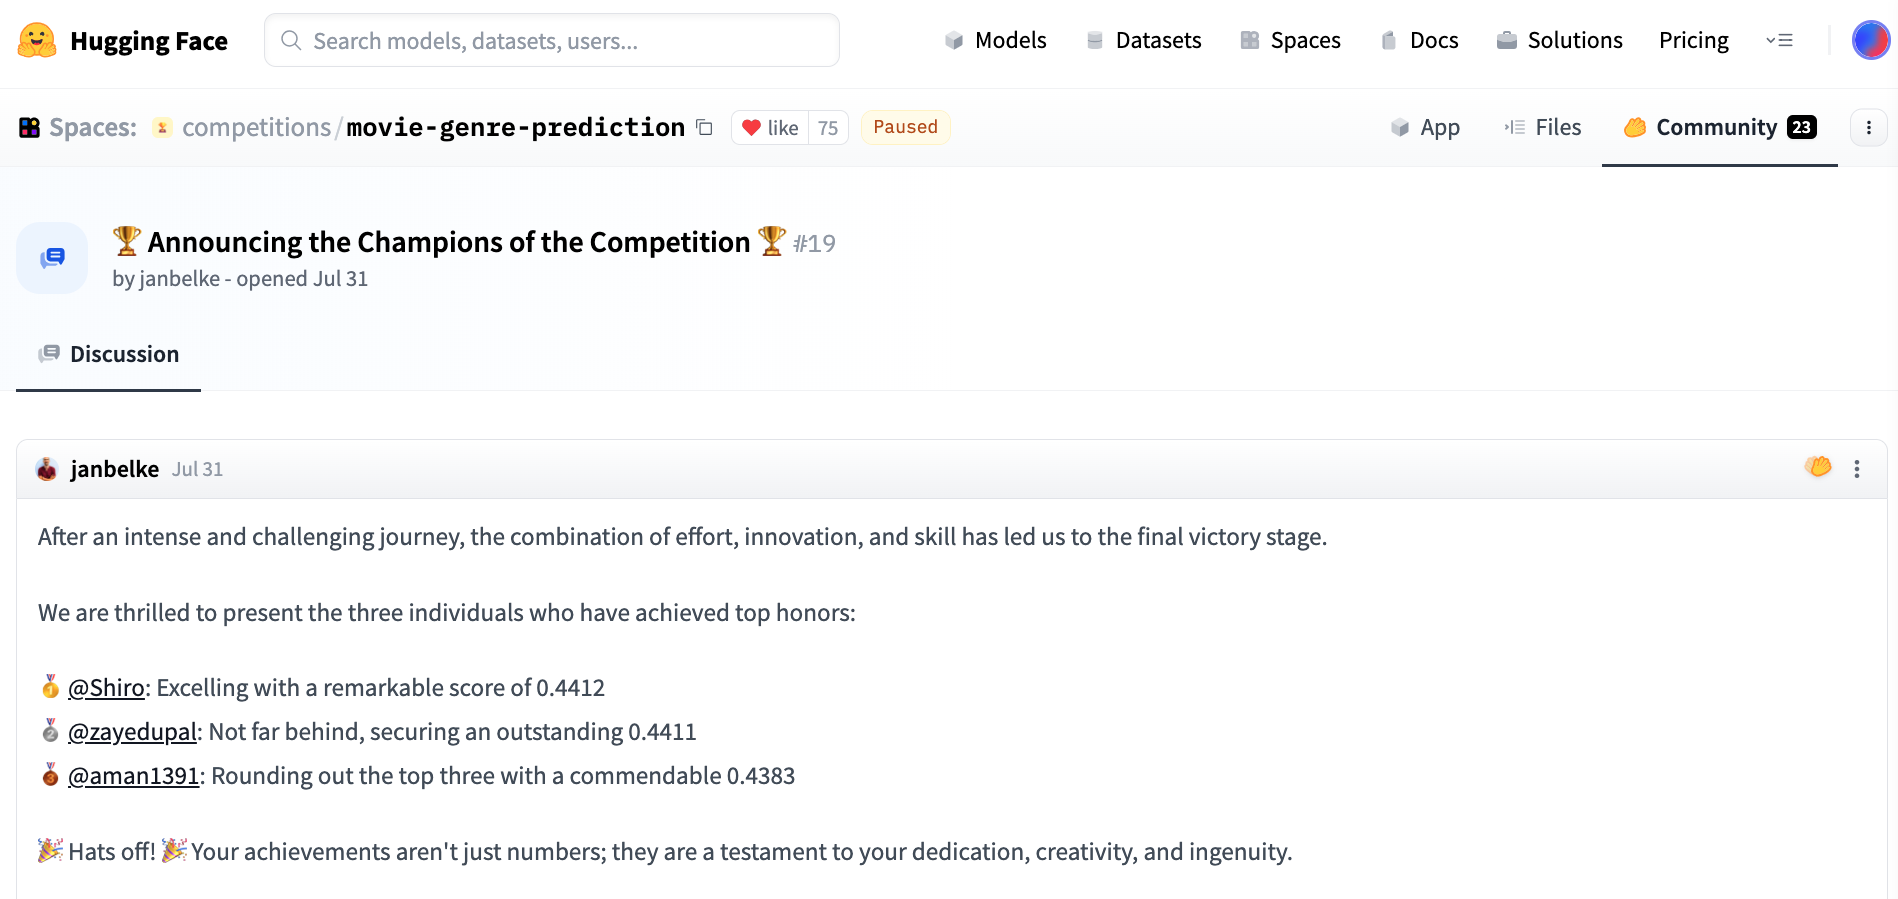 Hugging Face
Search models, datasets, users...
Models
Datasets
Spaces
Docs
Solutions
Pricing
Spaces:
competitions/movie-genre-prediction
like 75
Paused
App
Files
Community 23
🏆 Announcing the Champions of the Competition 🏆 #19
by janbelke - opened Jul 31
Discussion
janbelke Jul 31
After an intense and challenging journey, the combination of effort, innovation, and skill has led us to the final victory stage.
We are thrilled to present the three individuals who have achieved top honors:
🥇 @Shiro: Excelling with a remarkable score of 0.4412
🥈 @zayedupal: Not far behind, securing an outstanding 0.4411
🥉 @aman1391: Rounding out the top three with a commendable 0.4383
🎉 Hats off! 🎉 Your achievements aren't just numbers; they are a testament to your dedication, creativity, and ingenuity.